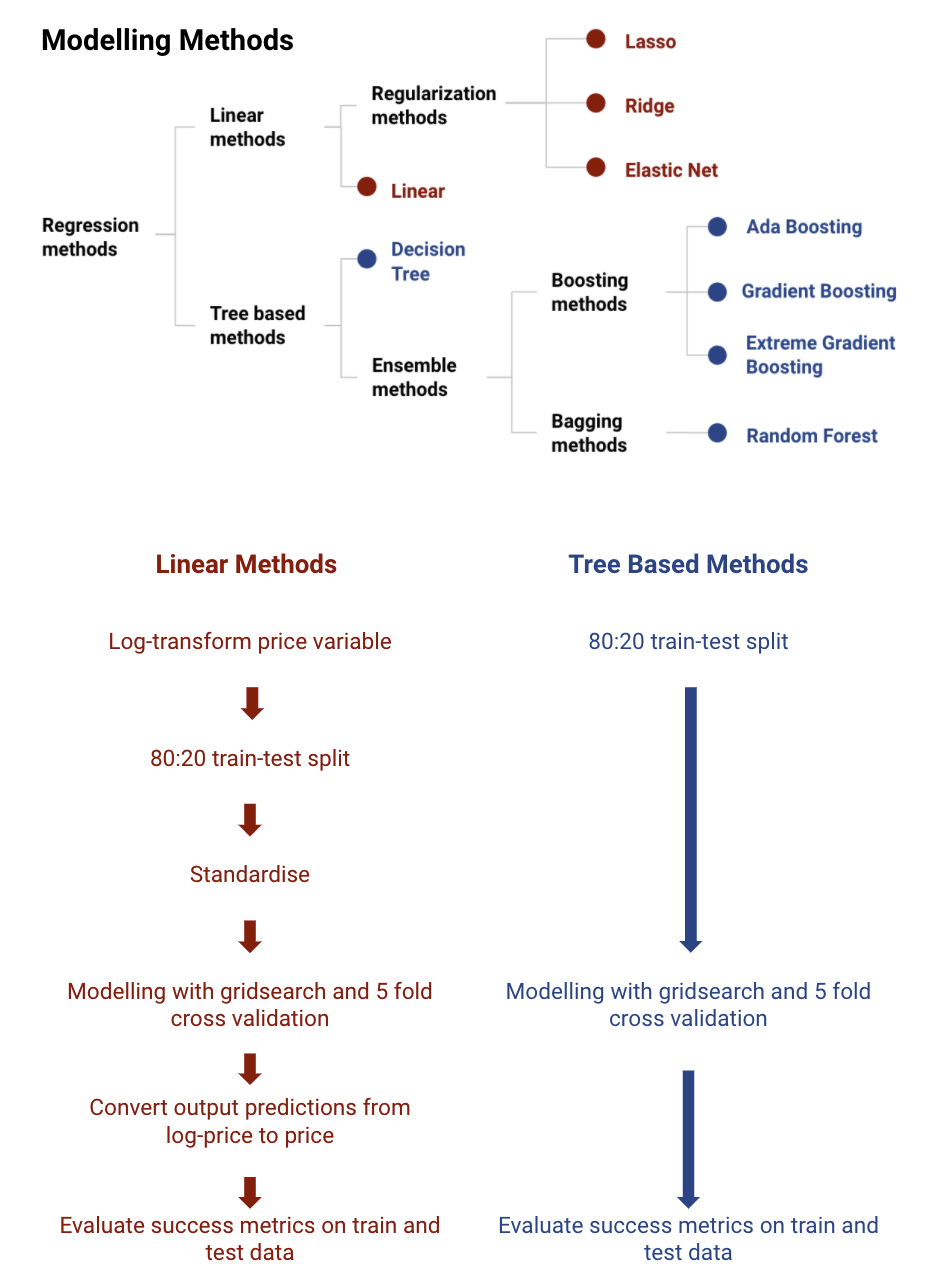 Modelling Methods
Regression
methods
Linear
methods
Regularization
methods
Lasso
Ridge
Elastic Net
Linear
Tree based
methods
Decision
Tree
Ensemble
methods
Boosting
methods
Ada Boosting
Gradient Boosting
Extreme Gradient
Boosting
Bagging
methods
Random Forest
Linear Methods
Log-transform price variable
80:20 train-test split
Standardise
Modelling with gridsearch and 5 fold
cross validation
Convert output predictions from
log-price to price
Evaluate success metrics on train and
test data
Tree Based Methods
80:20 train-test split
Modelling with gridsearch and 5 fold
cross validation
Evaluate success metrics on train and
test data